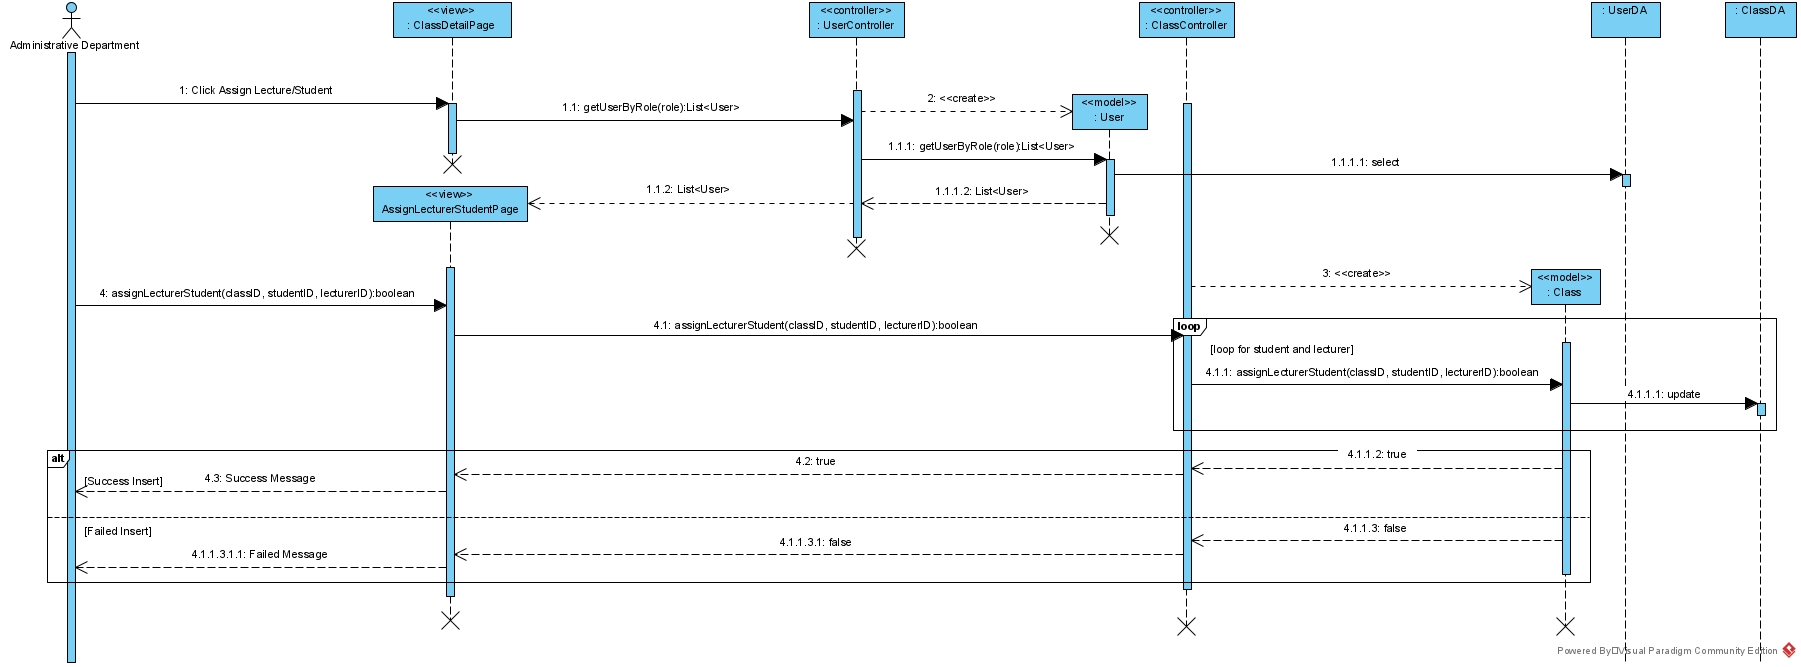 <<view>>
: ClassDetailPage
<<controller>>
: UserController
<<controller>>
: ClassController
: UserDA
: ClassDA
Administrative Department
1: Click Assign Lecture/Student
1.1: getUserByRole(role):List<User>
2: <<create>>
<<model>>
: User
1.1.1: getUserByRole(role):List<User>
1.1.1.1: select
<<view>>
AssignLecturerStudentPage
1.1.2: List<User>
1.1.1.2: List<User>
3: <<create>>
<<model>>
: Class
4: assignLecturerStudent(classID, studentID, lecturerID):boolean
4.1: assignLecturerStudent(classID, studentID, lecturerID):boolean
loop
[loop for student and lecturer]
4.1.1: assignLecturerStudent(classID, studentID, lecturerID):boolean
4.1.1.1: update
alt
4.2: true
4.1.1.2: true
[Success Insert]
4.3: Success Message
[Failed Insert]
4.1.1.3: false
4.1.1.3.1: false
4.1.1.3.1.1: Failed Message
Powered By□Visual Paradigm Community Edition